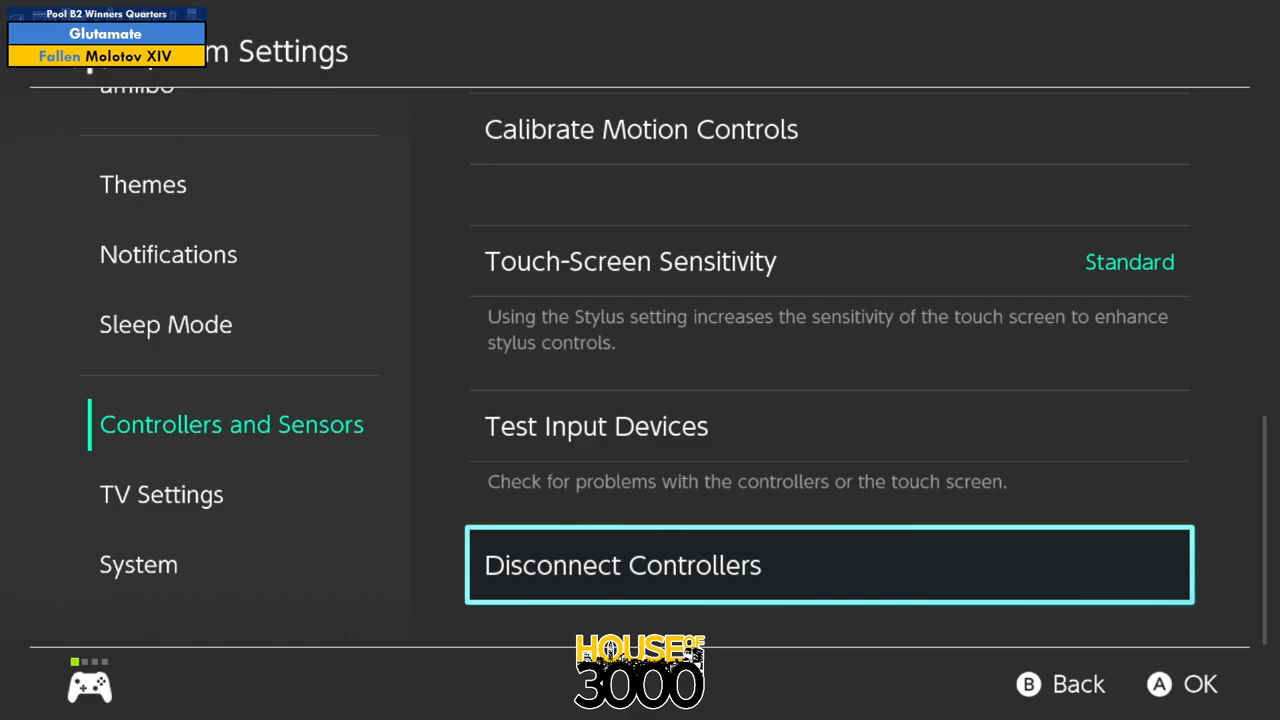 Pool B2 Winners Quarters
Glutamate
Fallen Molotov XIV
m Settings
amiibo
Themes
Notifications
Sleep Mode
Controllers and Sensors
TV Settings
System
Calibrate Motion Controls
Touch-Screen Sensitivity Standard
Using the Stylus setting increases the sensitivity of the touch screen to enhance
stylus controls.
Test Input Devices
Check for problems with the controllers or the touch screen.
Disconnect Controllers
HOUSE OF
3000
B Back A OK